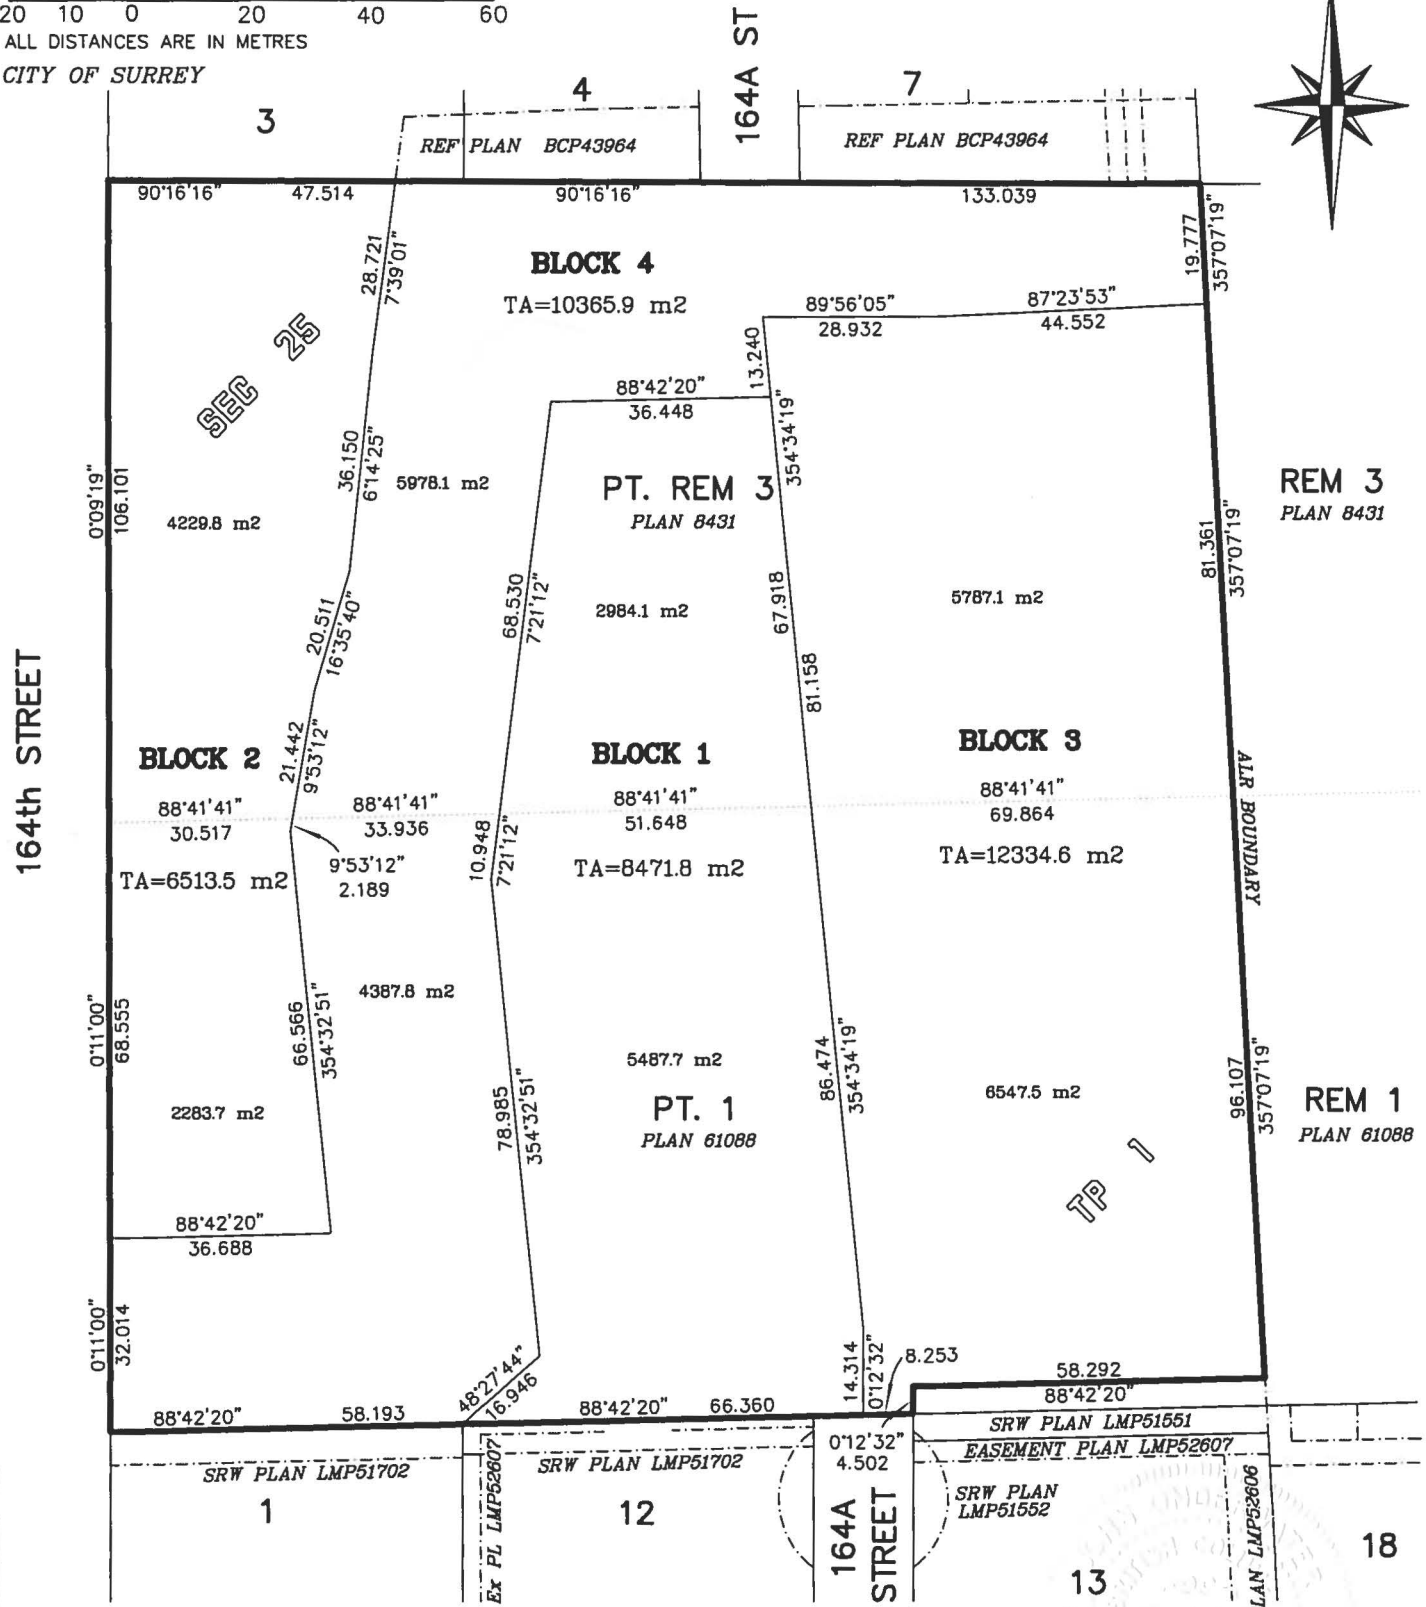 20 10 0 20 40 60
ALL DISTANCES ARE IN METRES
CITY OF SURREY
164A ST
3
4
7
REF PLAN BCP43964
REF PLAN BCP43964
90°16'16"
47.514
90°16'16"
133.039
28.721
7°39'01"
BLOCK 4
TA=10365.9 m2
19.777
357°07'19"
89°56'05"
28.932
87°23'53"
44.552
13.240
354°34'19"
88°42'20"
36.448
SEC 25
36.150
6°14'25"
5978.1 m2
PT. REM 3
PLAN 8431
REM 3
PLAN 8431
0°09'19"
106.101
4229.8 m2
81.361
357°07'19"
68.530
7°21'12"
2984.1 m2
67.918
5787.1 m2
20.511
16°35'40"
81.158
164th STREET
21.442
9°53'12"
BLOCK 2
BLOCK 1
BLOCK 3
ALR BOUNDARY
88°41'41"
30.517
88°41'41"
33.936
88°41'41"
51.648
88°41'41"
69.864
9°53'12"
2.189
10.948
7°21'12"
TA=6513.5 m2
TA=8471.8 m2
TA=12334.6 m2
4387.8 m2
0°11'00"
68.555
66.566
354°32'51"
5487.7 m2
86.474
354°34'19"
6547.5 m2
96.107
357°07'19"
2283.7 m2
78.985
354°32'51"
PT. 1
PLAN 61088
REM 1
PLAN 61088
TP 1
88°42'20"
36.688
0°11'00"
32.014
48°27'44"
16.946
14.314
0°12'32"
8.253
58.292
88°42'20"
88°42'20"
58.193
88°42'20"
66.360
SRW PLAN LMP51551
EASEMENT PLAN LMP52607
0°12'32"
4.502
SRW PLAN LMP51702
Ex PL LMP52607
SRW PLAN LMP51702
SRW PLAN
LMP51552
1
12
164A
STREET
13
LAN LMP52606
18